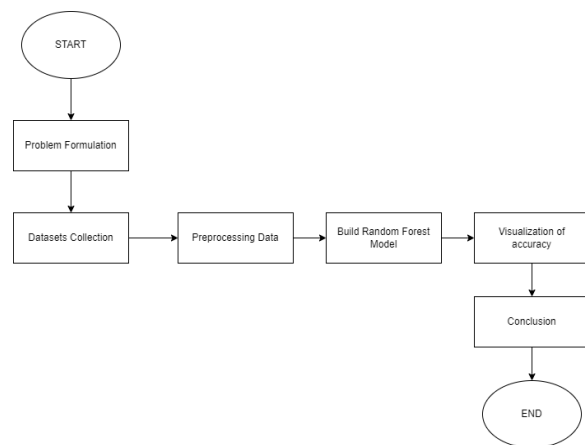 START
Problem Formulation
Datasets Collection
Preprocessing Data
Build Random Forest
Model
Visualization of
accuracy
Conclusion
END